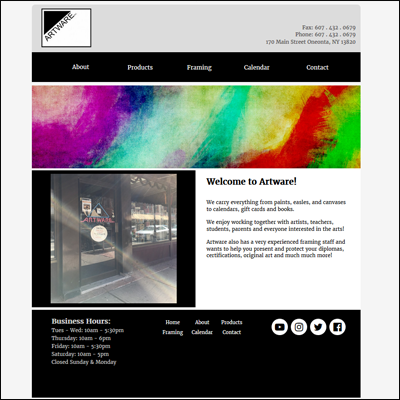 ARTWARE.
Fax: 607 . 432 . 0679
Phone: 607 . 432 . 0679
170 Main Street Oneonta, NY 13820
About Products Framing Calendar Contact
ARTWARE
Welcome to Artware!
We carry everything from paints, easles, and canvases
to calendars, gift cards and books.
We enjoy working together with artists, teachers,
students, parents and everyone interested in the arts!
Artware also has a very experienced framing staff and
wants to help you present and protect your diplomas,
certifications, original art and much much more!
Business Hours:
Tues - Wed: 10am - 5:30pm
Thursday: 10am - 6pm
Friday: 10am - 5:30pm
Saturday: 10am - 3pm
Closed Sunday & Monday
Home About Products
Framing Calendar Contact